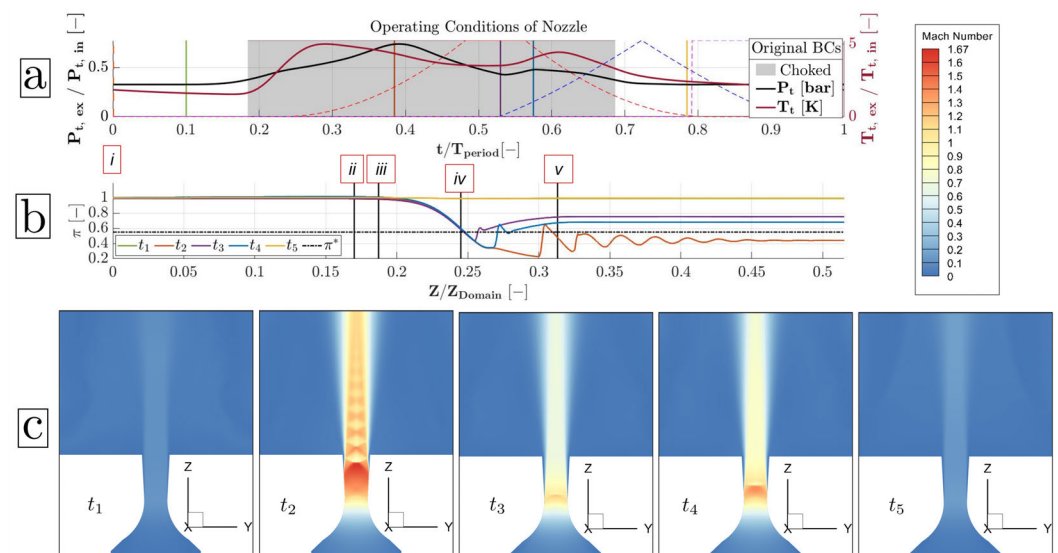 Operating Conditions of Nozzle
a
P_t, ex / P_t, in [−]
0.5
0
Original BCs
Choked
P_t [bar]
T_t [K]
5
0
T_t, ex / T_t, in [−]
0 0.1 0.2 0.3 0.4 0.5 0.6 0.7 0.8 0.9 1
t/T_period[−]
i ii iii iv v
b
π [−]
1
0.8
0.6
0.4
0.2
t_1 t_2 t_3 t_4 t_5 π*
0 0.05 0.1 0.15 0.2 0.25 0.3 0.35 0.4 0.45 0.5
Z/Z_Domain [−]
Mach Number
1.67
1.6
1.5
1.4
1.3
1.2
1.1
1
0.9
0.8
0.7
0.6
0.5
0.4
0.3
0.2
0.1
0
c
t_1 Z X Y
t_2 Z X Y
t_3 Z X Y
t_4 Z X Y
t_5 Z X Y